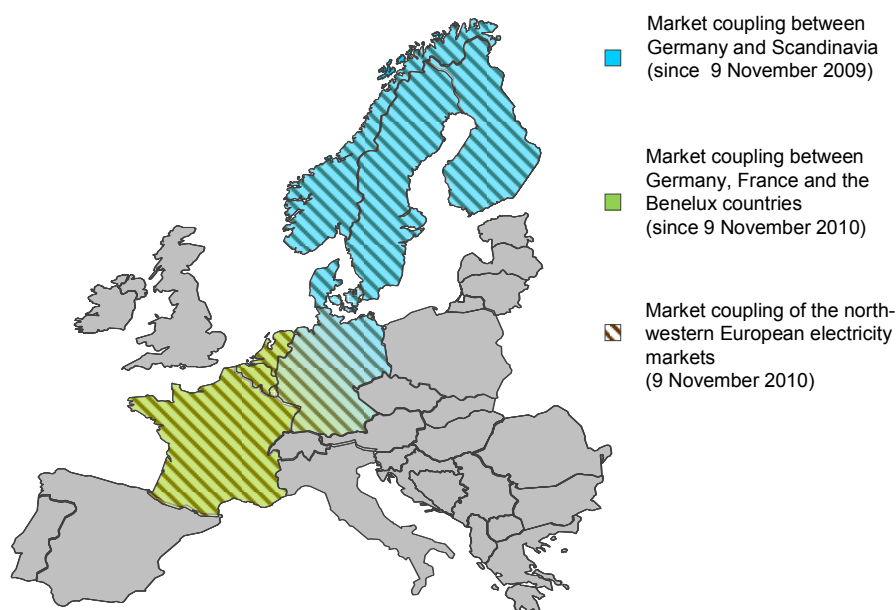 Market coupling between
Germany and Scandinavia
(since  9 November 2009)
Market coupling between
Germany, France and the
Benelux countries
(since 9 November 2010)
Market coupling of the north-
western European electricity
markets
(9 November 2010)